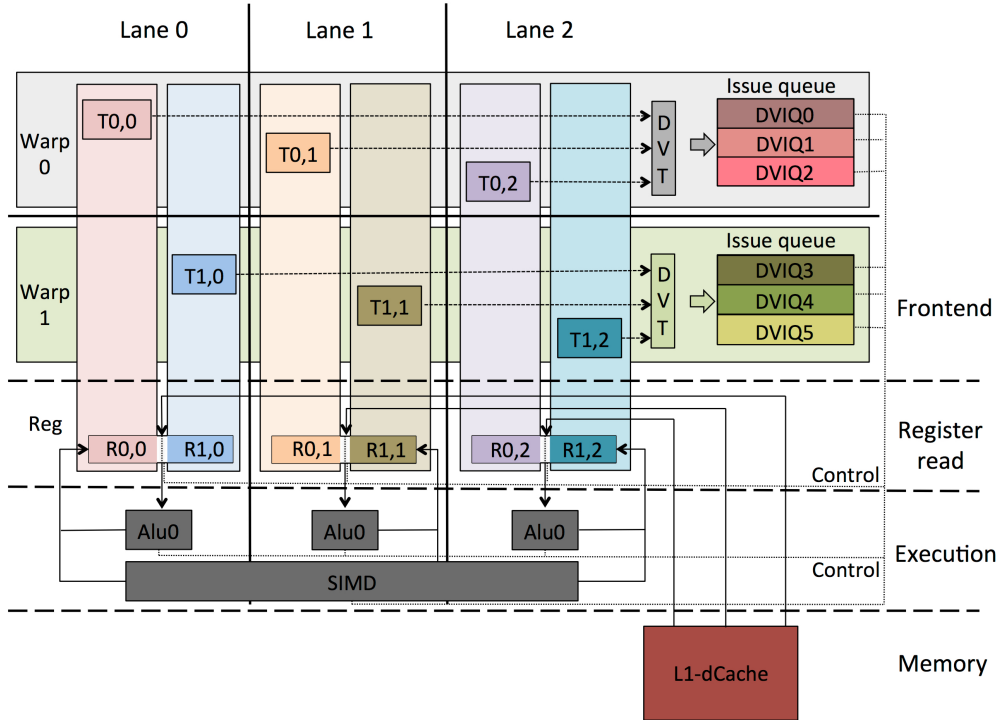 Lane 0
Lane 1
Lane 2
Warp
0
T0,0
T0,1
T0,2
D
V
T
Issue queue
DVIQ0
DVIQ1
DVIQ2
Warp
1
T1,0
T1,1
T1,2
D
V
T
Issue queue
DVIQ3
DVIQ4
DVIQ5
Frontend
Reg
R0,0
R1,0
R0,1
R1,1
R0,2
R1,2
Register
read
Control
Alu0
Alu0
Alu0
Execution
SIMD
Control
L1-dCache
Memory